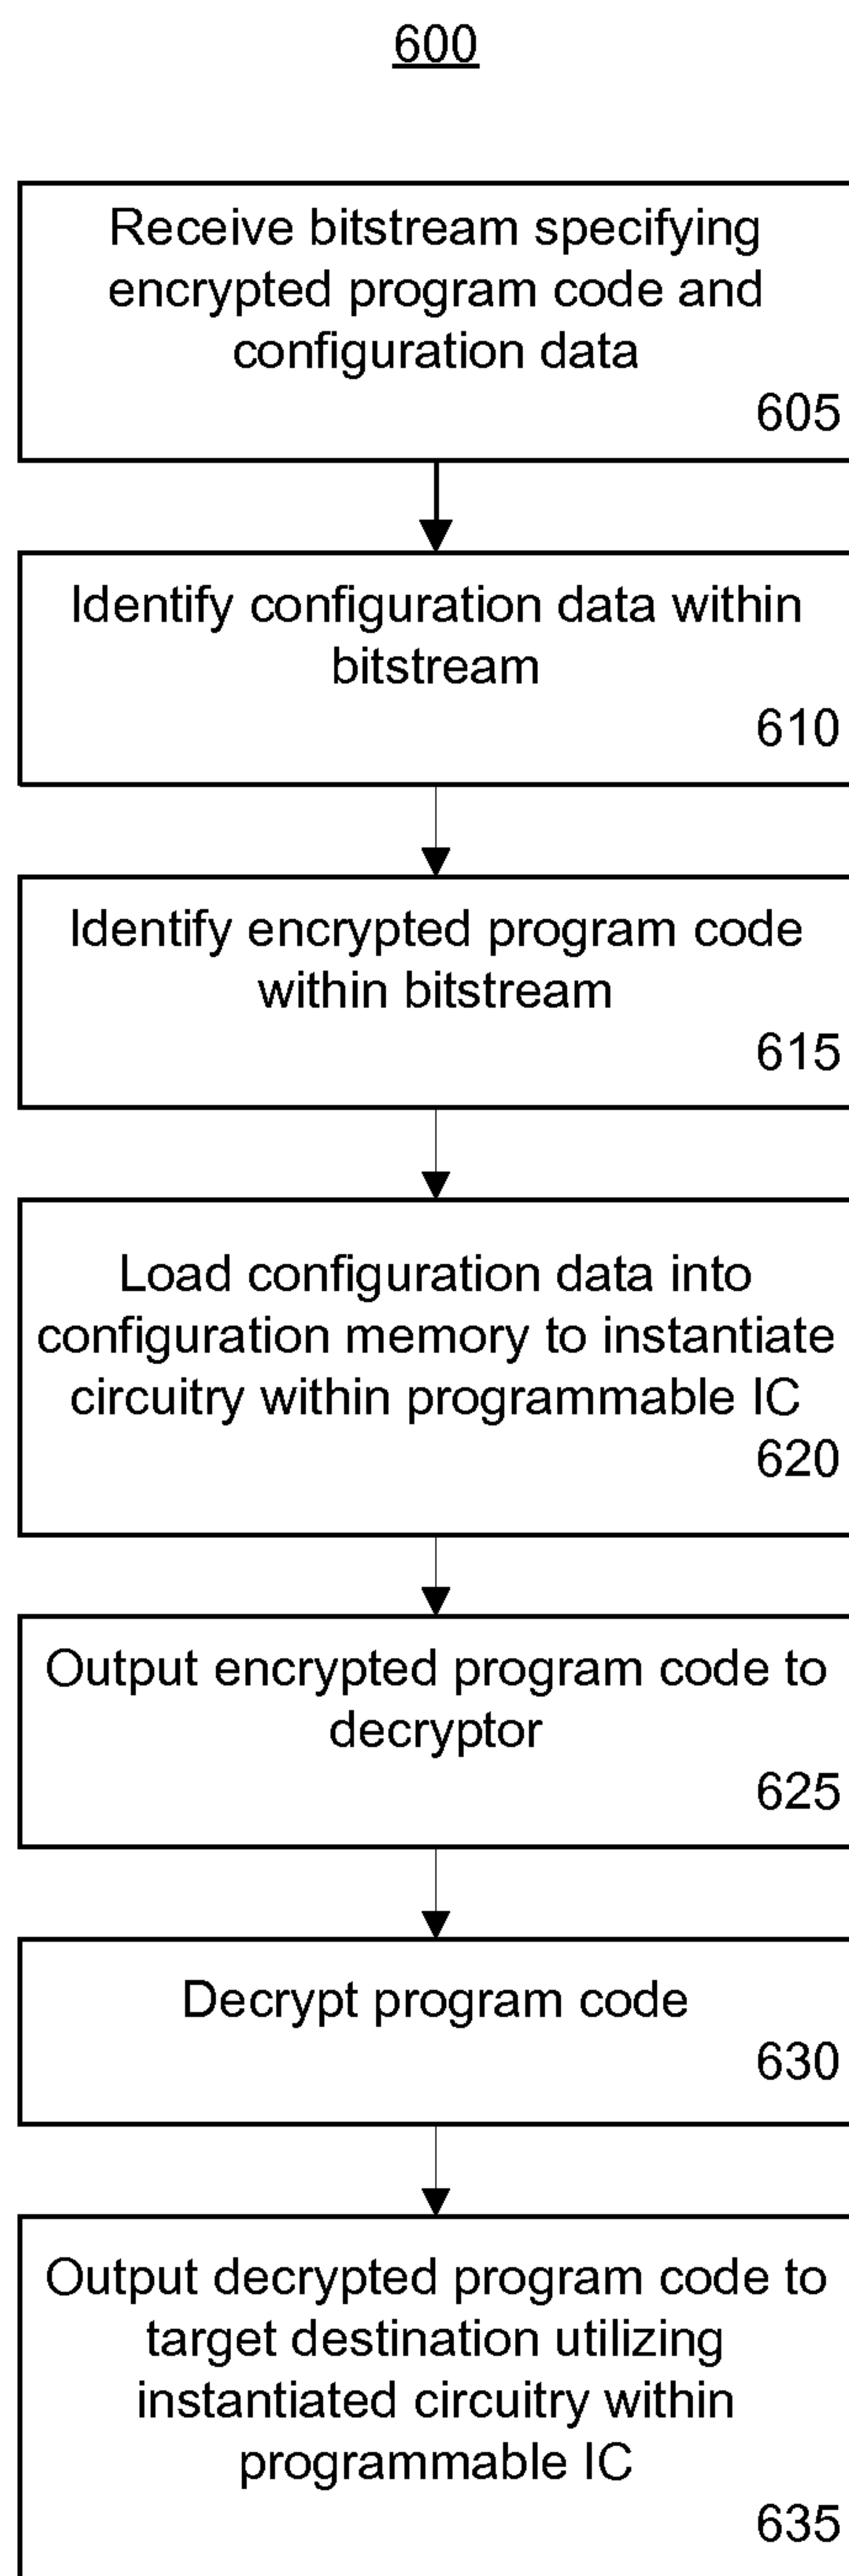 600
Receive bitstream specifying
encrypted program code and
configuration data
605
Identify configuration data within
bitstream
610
Identify encrypted program code
within bitstream
615
Load configuration data into
configuration memory to instantiate
circuitry within programmable IC
620
Output encrypted program code to
decryptor
625
Decrypt program code
630
Output decrypted program code to
target destination utilizing
instantiated circuitry within
programmable IC
635